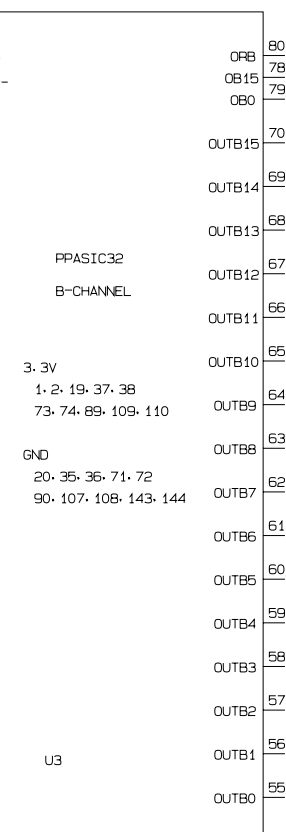 ORB 80
OB15 78
OB0 79
OUTB15 70
OUTB14 69
OUTB13 68
PPASIC32
OUTB12 67
B-CHANNEL
OUTB11 66
OUTB10 65
3.3V
1,2,19,37,38
OUTB9 64
73,74,89,109,110
OUTB8 63
GND
20,35,36,71,72
OUTB7 62
90,107,108,143,144
OUTB6 61
OUTB5 60
OUTB4 59
OUTB3 58
OUTB2 57
OUTB1 56
U3
OUTB0 55